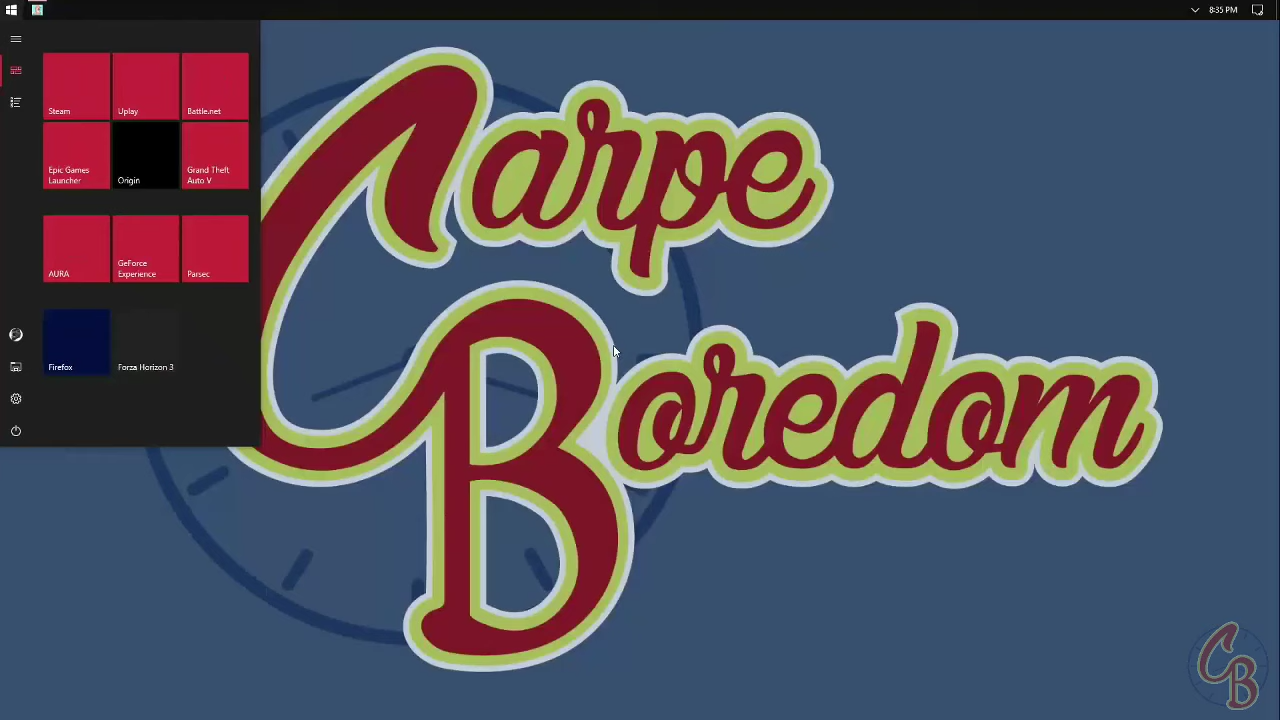 8:35 PM
Steam
Uplay
Battle.net
Epic Games
Launcher
Origin
Grand Theft
Auto V
AURA
GeForce
Experience
Parsec
Firefox
Forza Horizon 3
Carpe
Boredom
CB